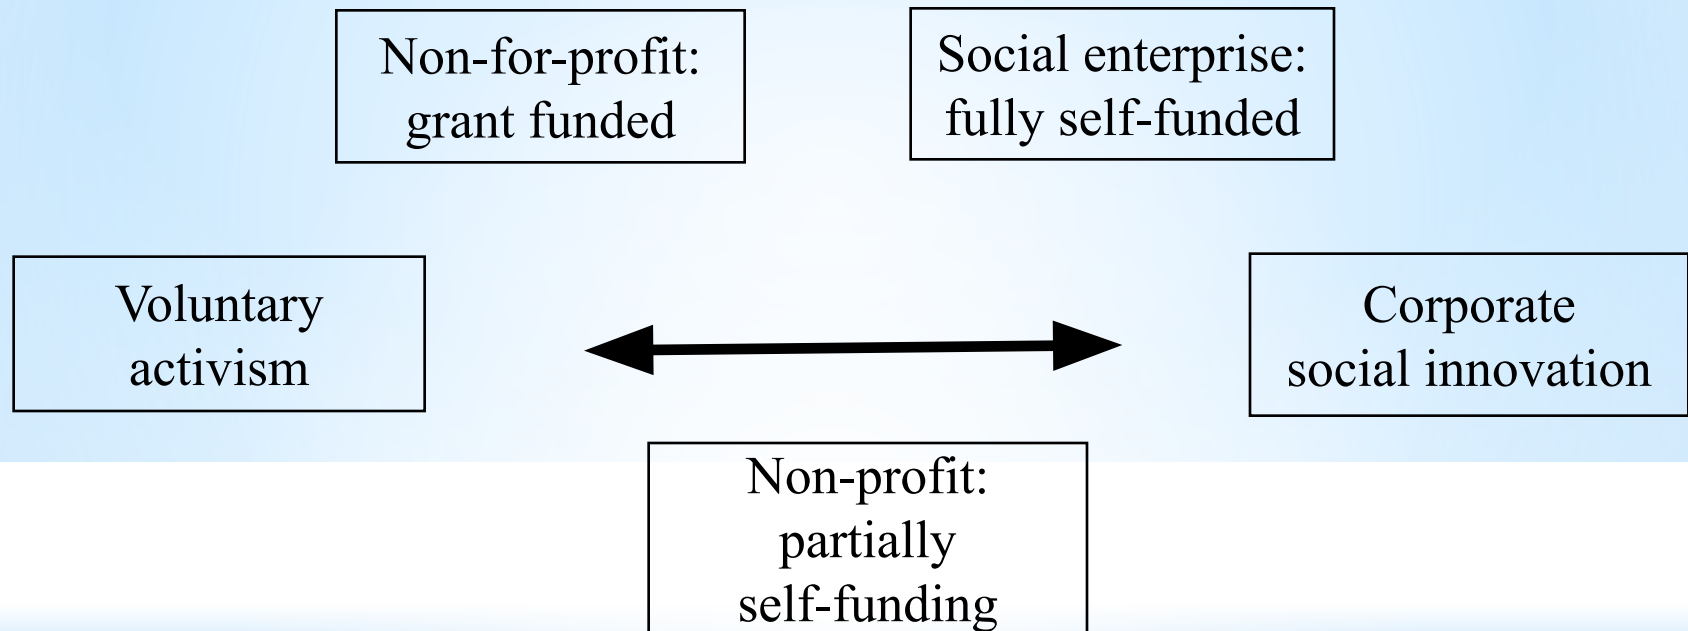 Non-for-profit:
grant funded
Social enterprise:
fully self-funded
Voluntary
activism
Corporate
social innovation
Non-profit:
partially
self-funding